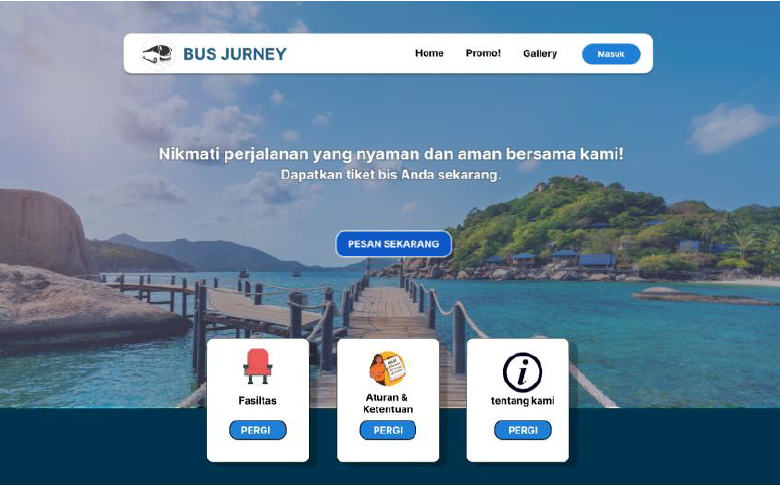 BUS JURNEY
Home Promo! Gallery Masuk
Nikmati perjalanan yang nyaman dan aman bersama kami!
Dapatkan tiket bis Anda sekarang.
PESAN SEKARANG
Fasiltas
PERGI
Aturan &
Ketentuan
PERGI
tentang kami
PERGI